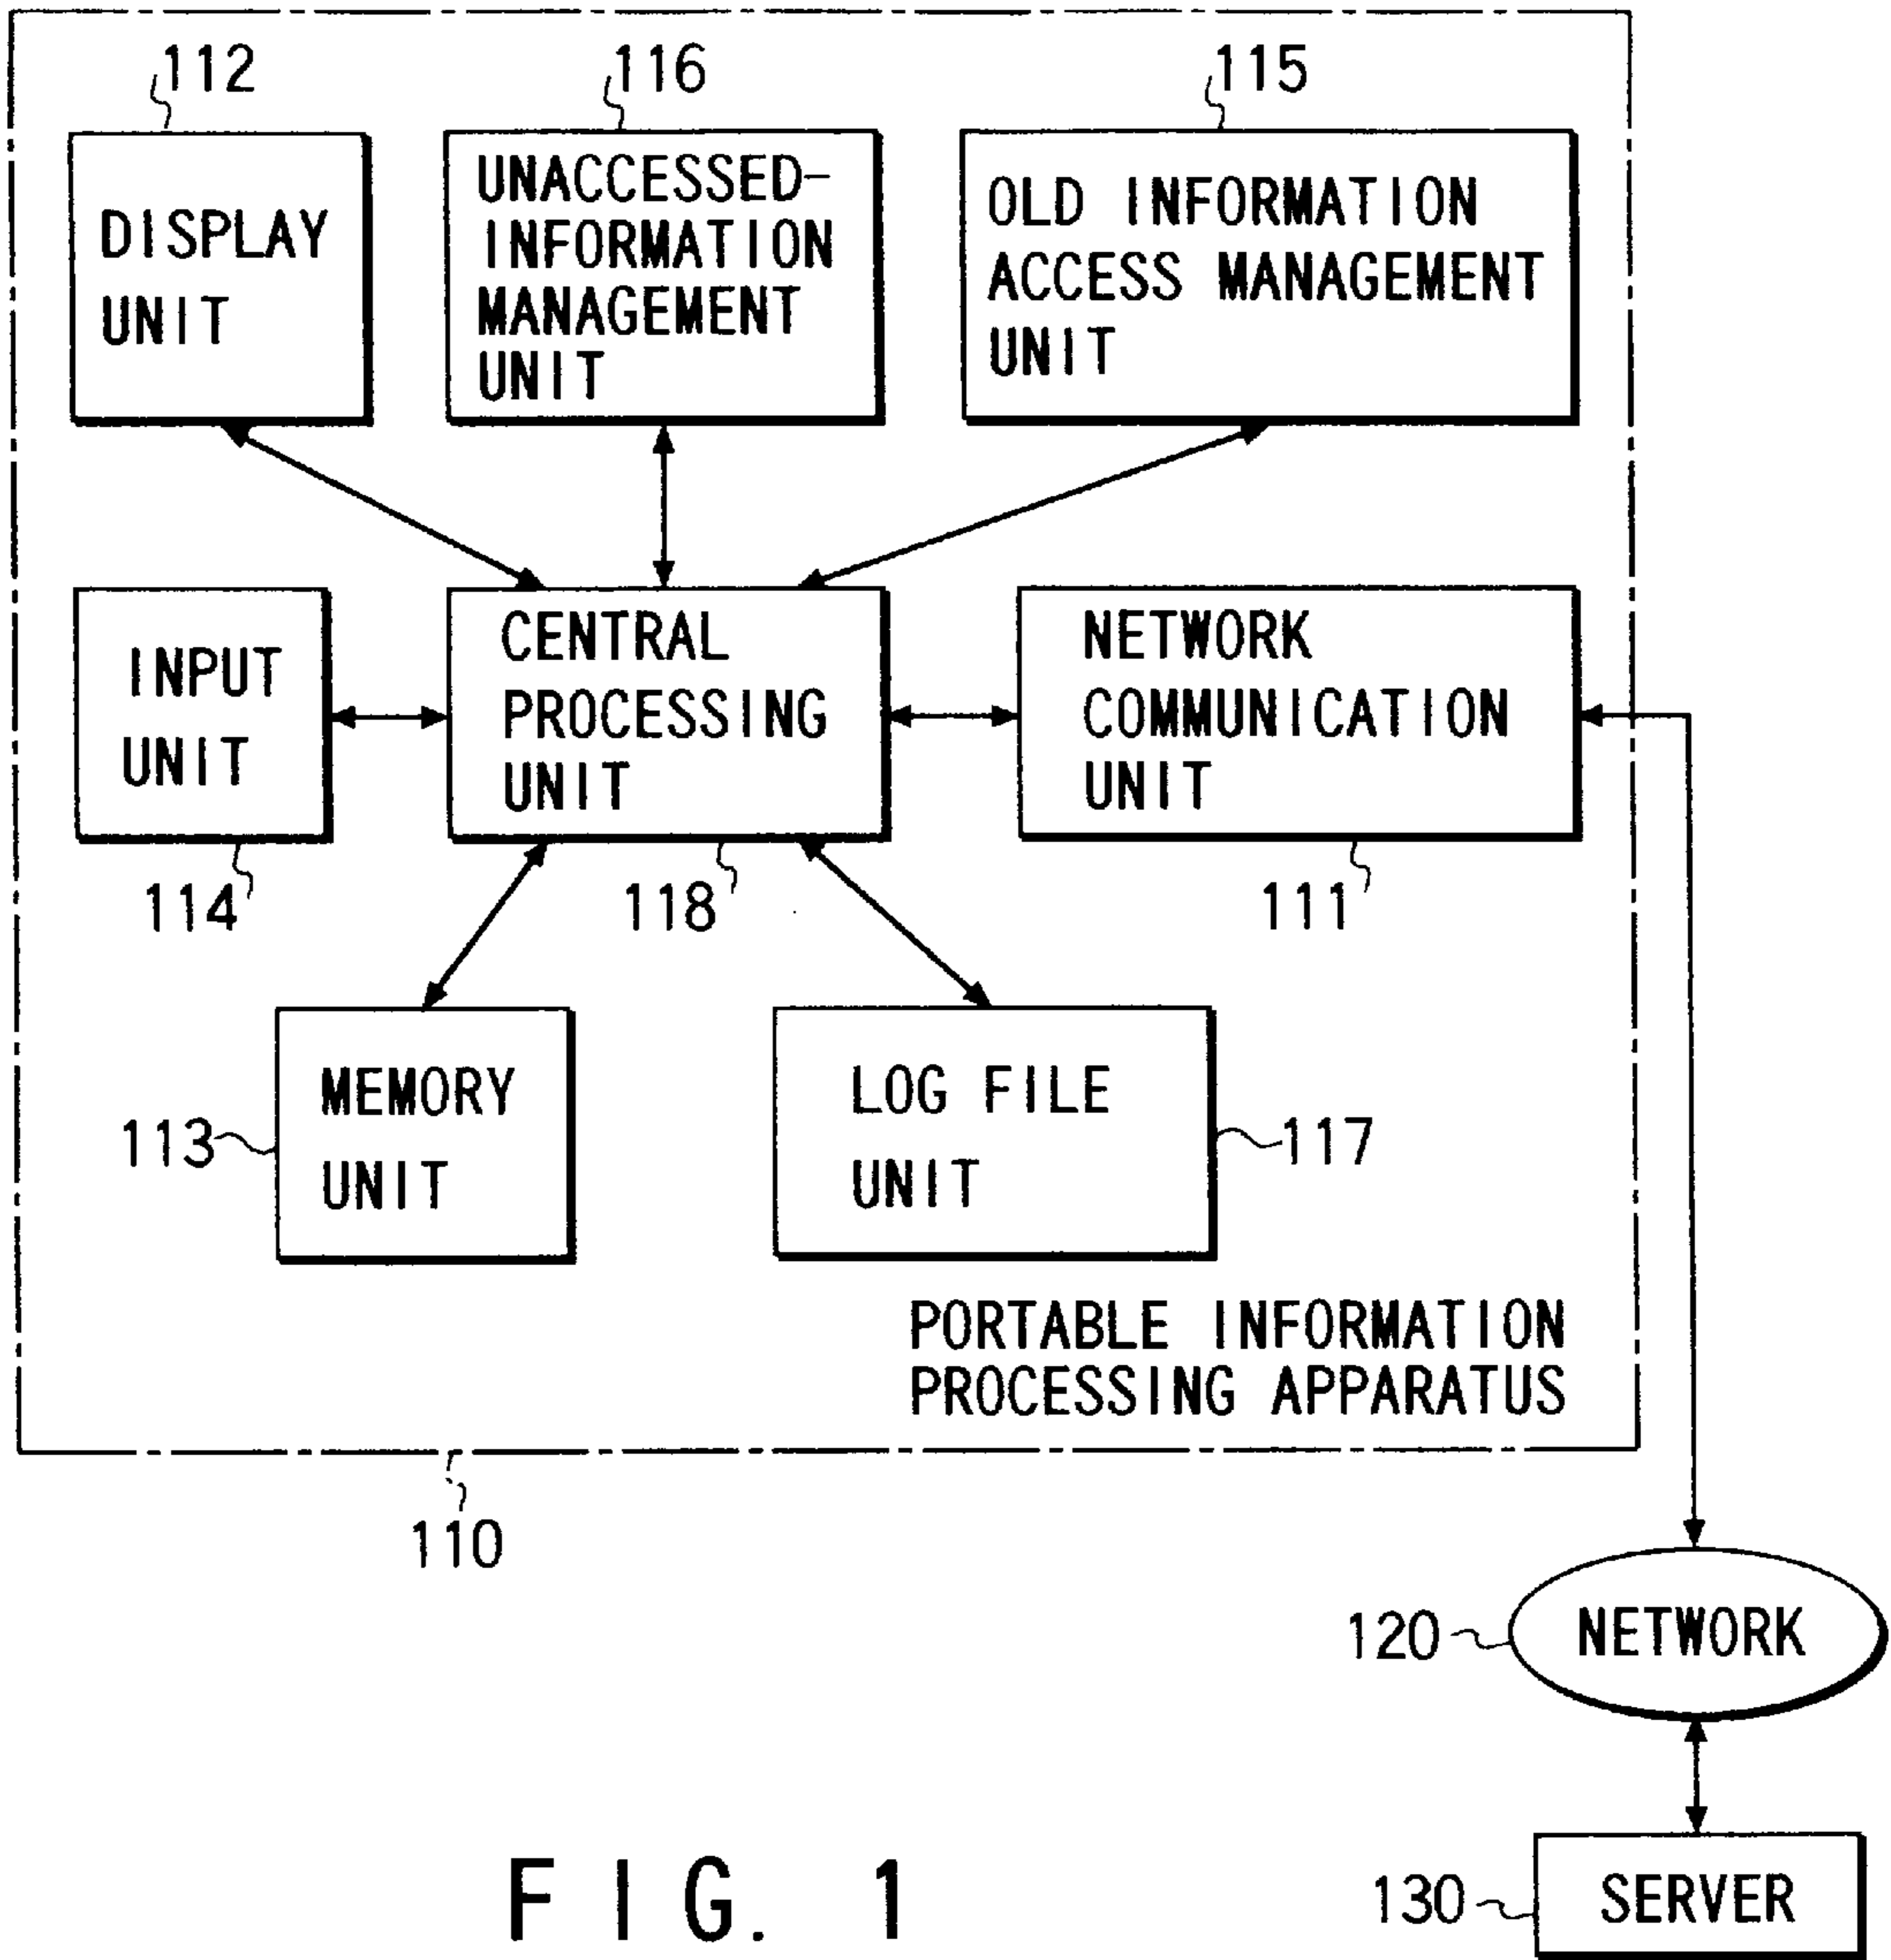 112
116
115
DISPLAY
UNIT
UNACCESSED-
INFORMATION
MANAGEMENT
UNIT
OLD INFORMATION
ACCESS MANAGEMENT
UNIT
INPUT
UNIT
CENTRAL
PROCESSING
UNIT
NETWORK
COMMUNICATION
UNIT
114
118
111
MEMORY
UNIT
113
LOG FILE
UNIT
117
PORTABLE INFORMATION
PROCESSING APPARATUS
110
120
NETWORK
130
SERVER
FIG. 1